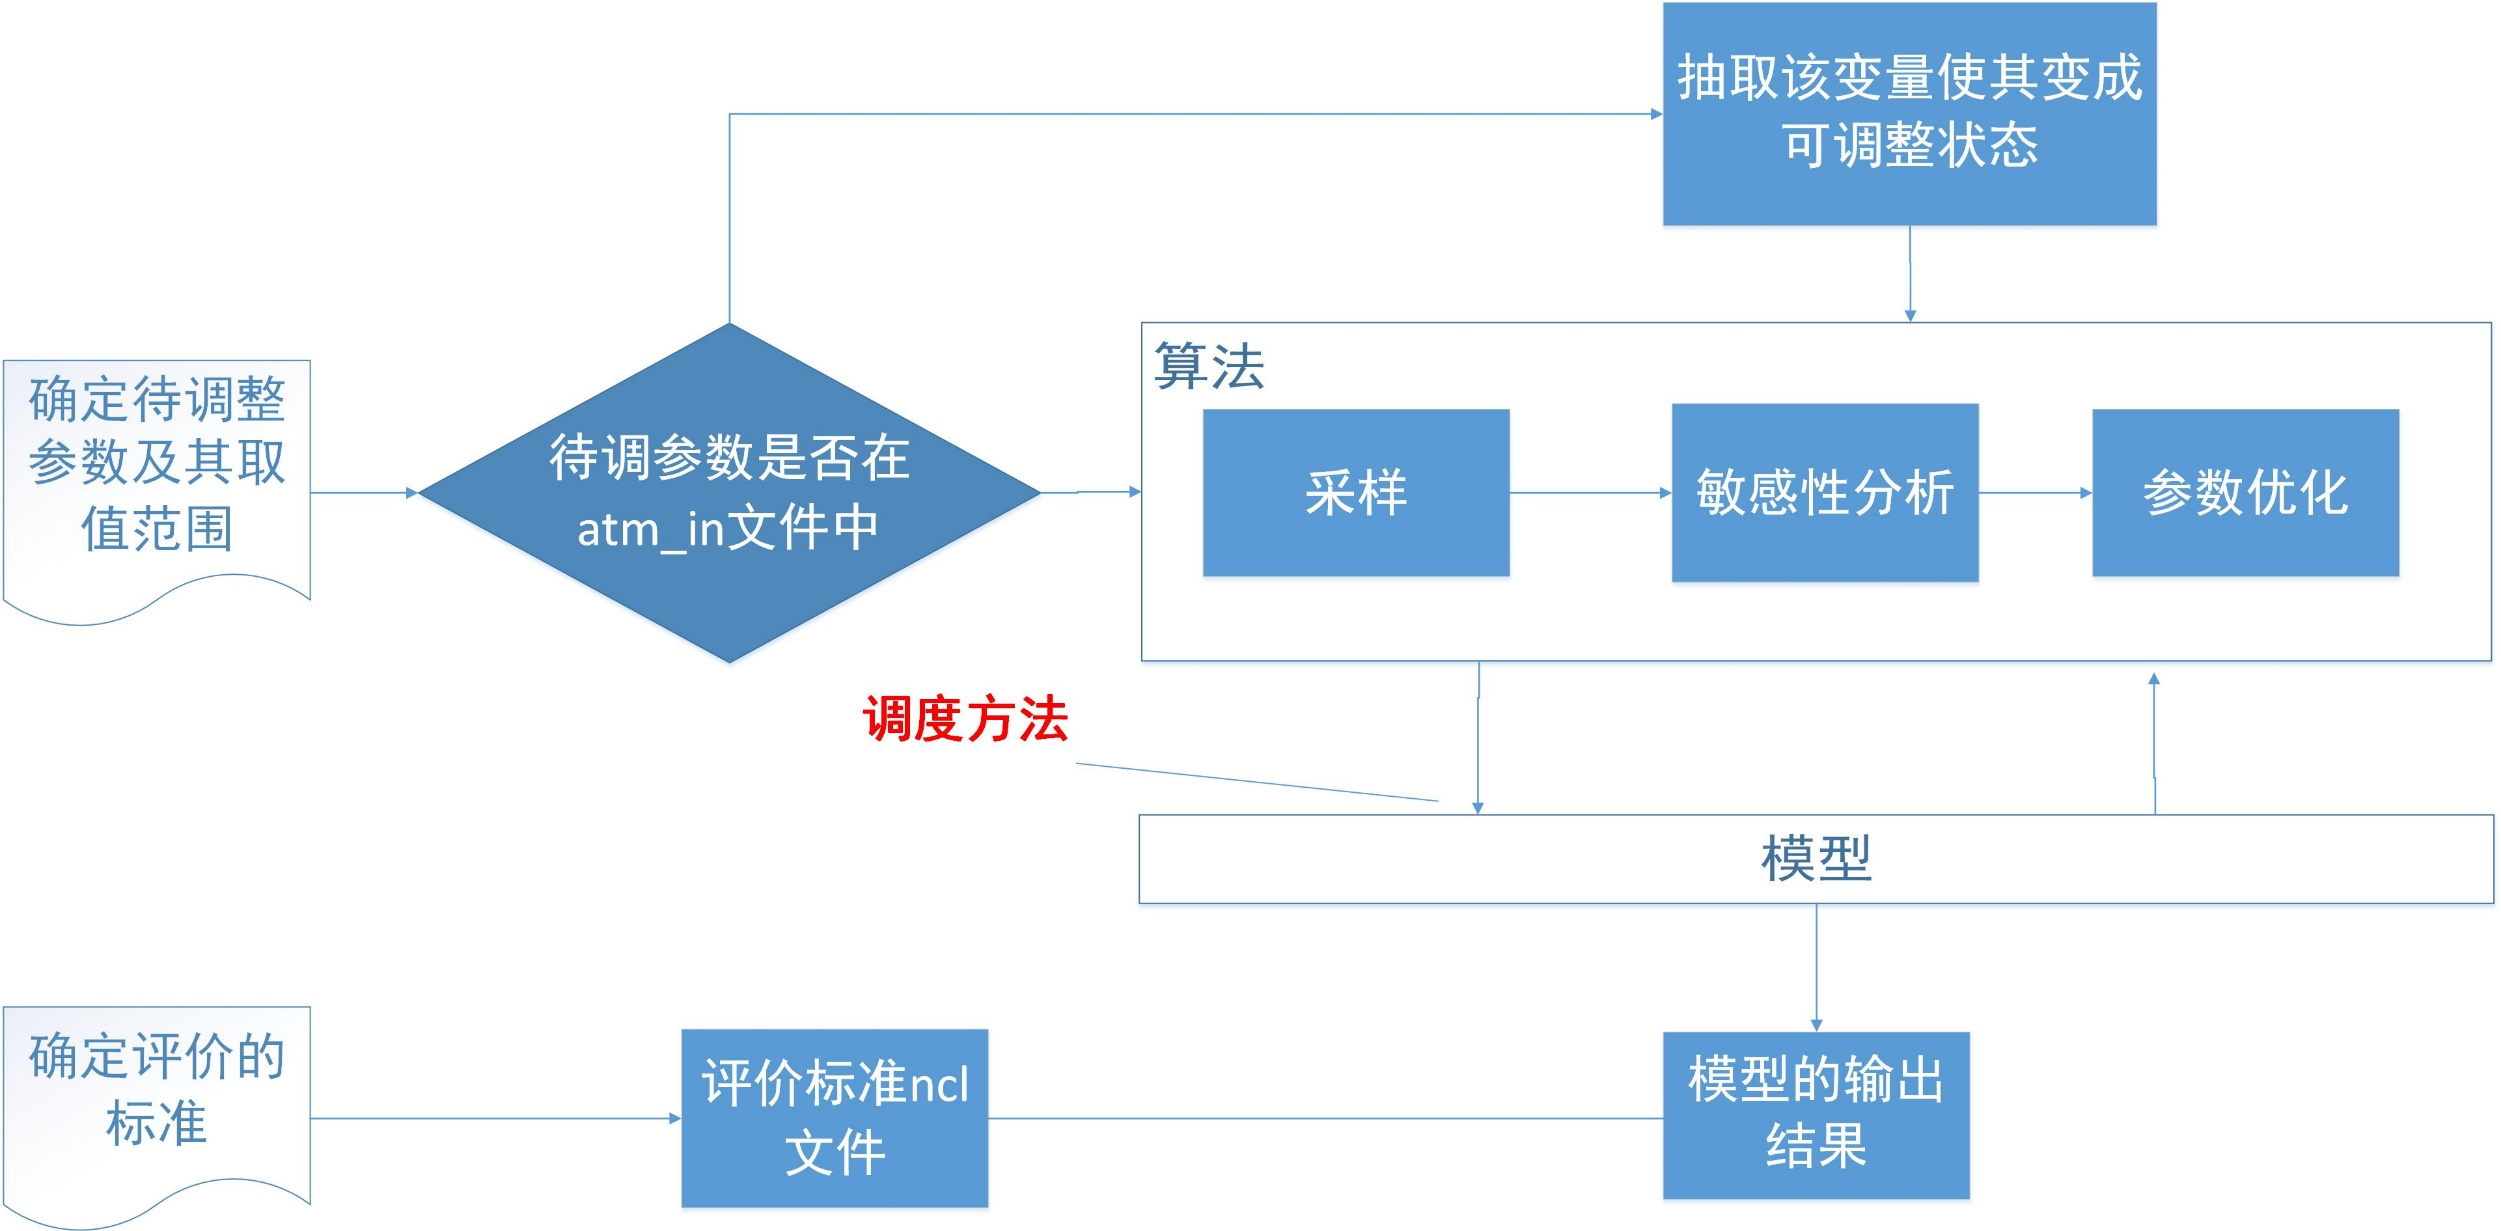 抽取该变量使其变成
可调整状态
确定待调整
参数及其取
值范围
待调参数是否在
atm_in文件中
算法
采样
敏感性分析
参数优化
调度方法
模型
确定评价的
标准
评价标准ncl
文件
模型的输出
结果